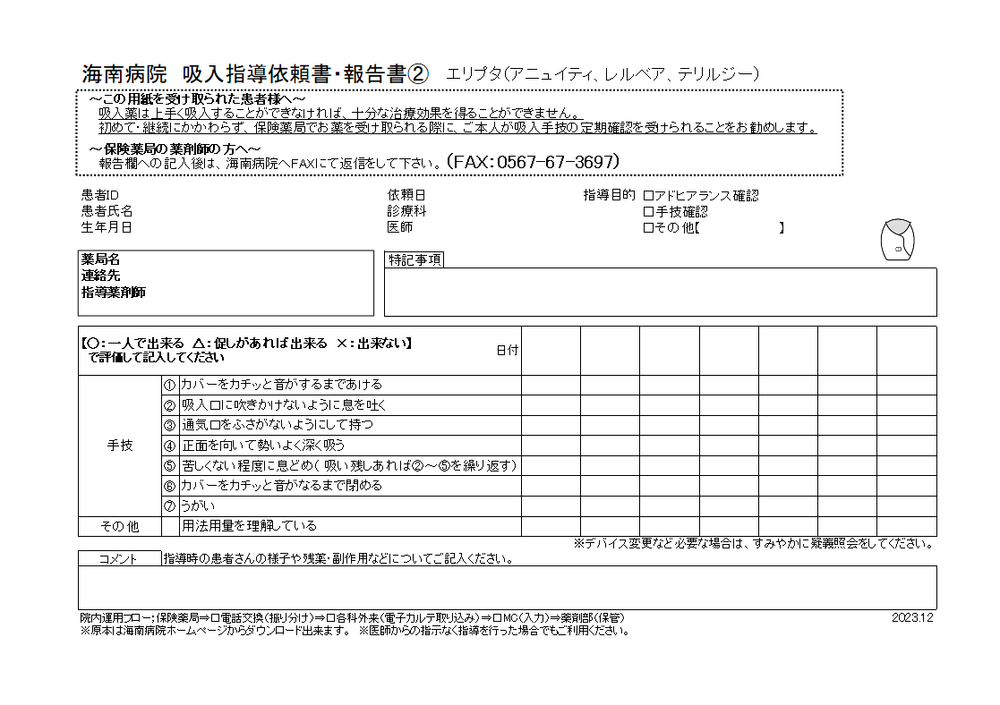 海南病院　吸入指導依頼書・報告書②　エリプタ（アニュイティ、レルベア、テリルジー）
～この用紙を受け取られた患者様へ～
吸入薬は上手く吸入することができなければ、十分な治療効果を得ることができません。
初めて・継続にかかわらず、保険薬局でお薬を受け取られる際に、ご本人が吸入手技の定期確認を受けられることをお勧めします。
～保険薬局の薬剤師の方へ～
報告欄への記入後は、海南病院へFAXにて返信をして下さい。（FAX：0567-67-3697）
患者ID　依頼日　指導目的　□アドヒアランス確認
患者氏名　診療科　□手技確認
生年月日　医師　□その他【　　　】
薬局名
連絡先
指導薬剤師
特記事項
【○：一人で出来る　△：促しがあれば出来る　×：出来ない】
で評価して記入してください
日付
手技
① カバーをカチッと音がするまであける
② 吸入口に吹きかけないように息を吐く
③ 通気口をふさがないようにして持つ
④ 正面を向いて勢いよく深く吸う
⑤ 苦しくない程度に息どめ（吸い残しあれば②～⑤を繰り返す）
⑥ カバーをカチッと音がなるまで閉める
⑦ うがい
その他　用法用量を理解している
※デバイス変更など必要な場合は、すみやかに疑義照会をしてください。
コメント　指導時の患者さんの様子や残薬・副作用などについてご記入ください。
院内運用フロー；保険薬局⇒□電話交換（振り分け）⇒□各科外来（電子カルテ取り込み）⇒□MC（入力）⇒薬剤部（保管）　2023.12
※原本は海南病院ホームページからダウンロード出来ます。　※医師からの指示なく指導を行った場合でもご利用ください。